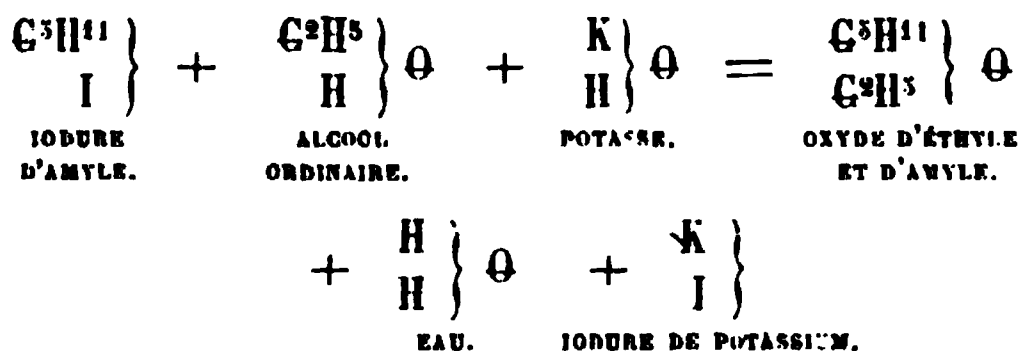 C⁵H¹¹ } + C²H⁵ } O + K } O = C⁵H¹¹ } O
I H H C²H⁵
IODURE ALCOOL POTASSE. OXYDE D'ÉTHYLE
D'AMYLE. ORDINAIRE. ET D'AMYLE.
+ H } O + K }
H I
EAU. IODURE DE POTASSIUM.